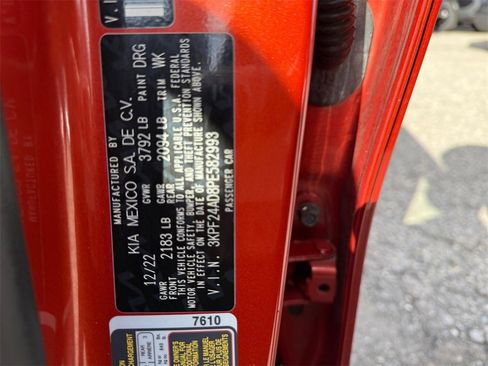 MANUFACTURED BY
KIA MEXICO S.A. DE C.V.
12/22 GVWR 3792 LB PAINT DRG
GAWR FRONT 2183 LB GAWR REAR 2094 LB TRIM WK
THIS VEHICLE CONFORMS TO ALL APPLICABLE U.S.A. FEDERAL
MOTOR VEHICLE SAFETY, BUMPER, AND THEFT PREVENTION STANDARDS
IN EFFECT ON THE DATE OF MANUFACTURE SHOWN ABOVE.
V.I.N. 3KPF24AD8PE582993
PASSENGER CAR
V.I.
7610